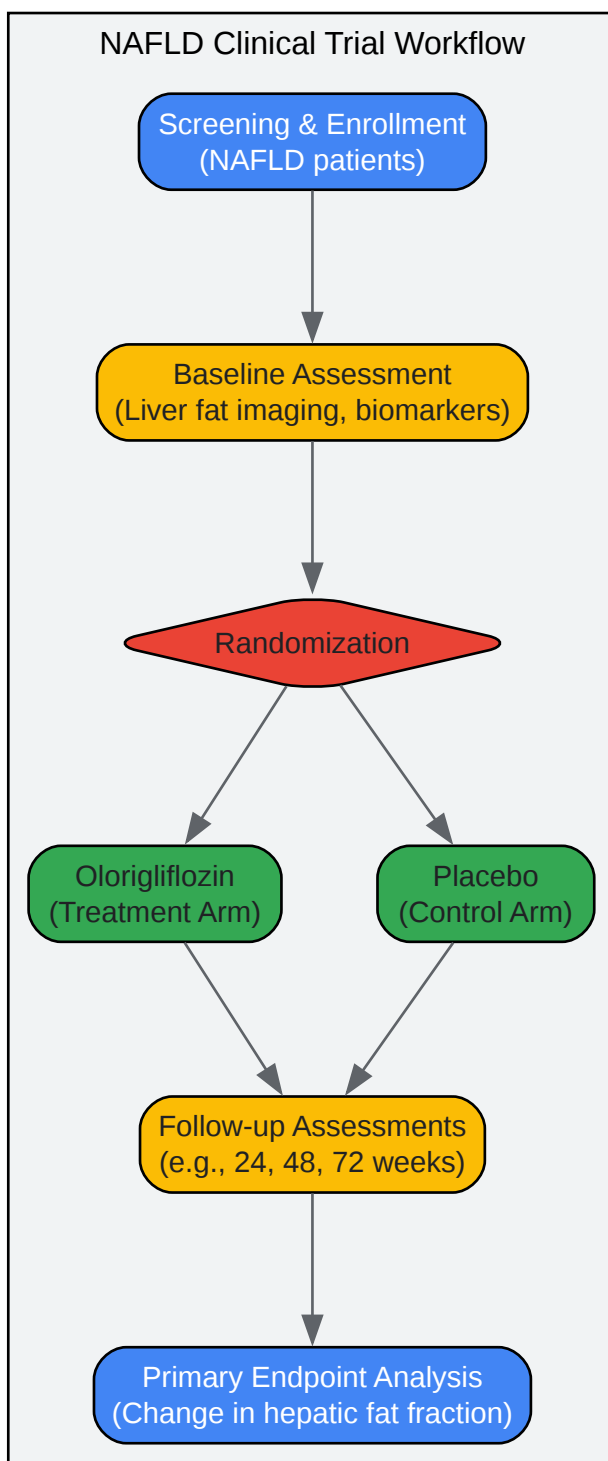 NAFLD Clinical Trial Workflow
Screening & Enrollment
(NAFLD patients)
Baseline Assessment
(Liver fat imaging, biomarkers)
Randomization
Olorigliflozin
(Treatment Arm)
Placebo
(Control Arm)
Follow-up Assessments
(e.g., 24, 48, 72 weeks)
Primary Endpoint Analysis
(Change in hepatic fat fraction)